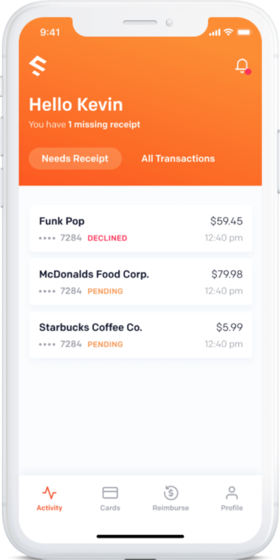 9:41
Hello Kevin
You have 1 missing receipt
Needs Receipt All Transactions
Funk Pop $59.45
•••• 7284 DECLINED 12:40 pm
McDonalds Food Corp. $79.98
•••• 7284 PENDING 12:40 pm
Starbucks Coffee Co. $5.99
•••• 7284 PENDING 12:40 pm
Activity Cards Reimburse Profile